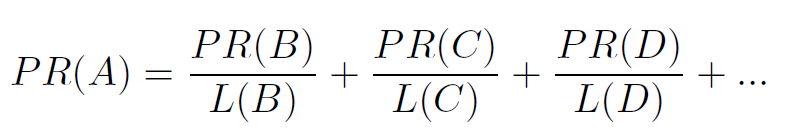 PR(A) = PR(B)/L(B) + PR(C)/L(C) + PR(D)/L(D) + ...